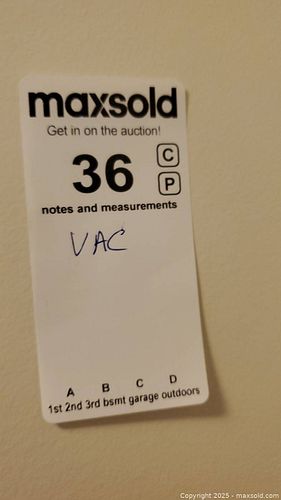 maxsold
Get in on the auction!
36 C
P
notes and measurements
VAC
A B C D
1st 2nd 3rd bsmt garage outdoors
Copyright 2025 - maxsold.com